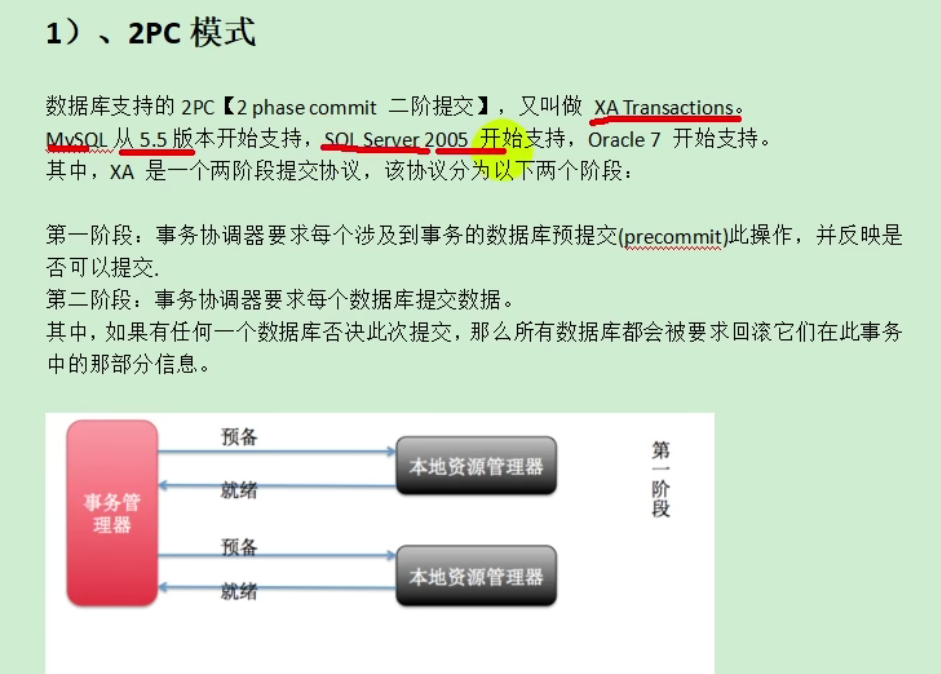 1）、2PC 模式
数据库支持的 2PC【2 phase commit 二阶提交】，又叫做 XA Transactions。
MySQL 从 5.5 版本开始支持，SQL Server 2005 开始支持，Oracle 7 开始支持。
其中，XA 是一个两阶段提交协议，该协议分为以下两个阶段：
第一阶段：事务协调器要求每个涉及到事务的数据库预提交(precommit)此操作，并反映是
否可以提交.
第二阶段：事务协调器要求每个数据库提交数据。
其中，如果有任何一个数据库否决此次提交，那么所有数据库都会被要求回滚它们在此事务
中的那部分信息。
预备
本地资源管理器
就绪
事务管
理器
预备
本地资源管理器
就绪
第一阶段